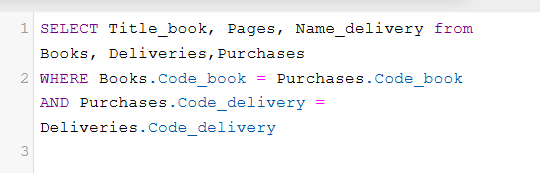 1 SELECT Title_book, Pages, Name_delivery from
Books, Deliveries,Purchases
2 WHERE Books.Code_book = Purchases.Code_book
AND Purchases.Code_delivery =
Deliveries.Code_delivery
3